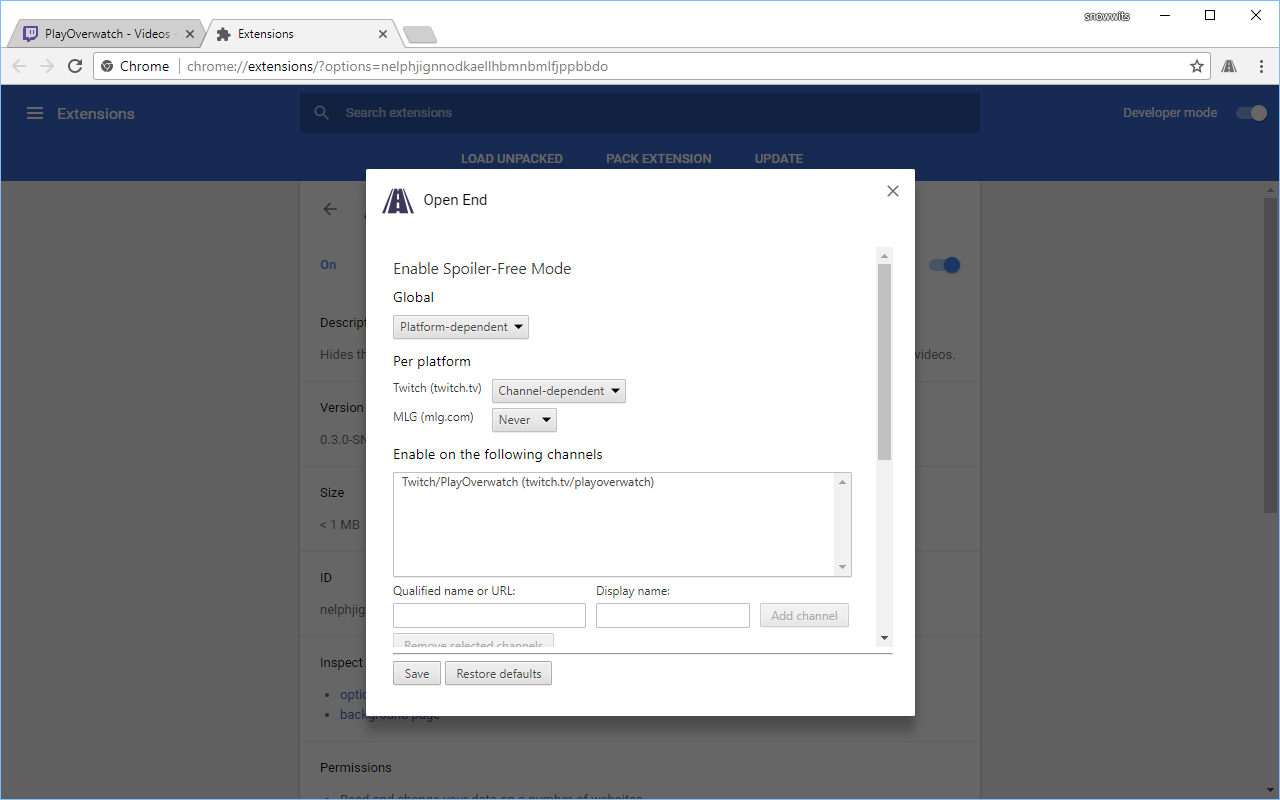 snowwits
PlayOverwatch - Videos
Extensions
Chrome chrome://extensions/?options=nelphjignnodkaellhbmnbmlfjppbbdo
Extensions
Search extensions
Developer mode
LOAD UNPACKED PACK EXTENSION UPDATE
Open End
On
Enable Spoiler-Free Mode
Global
Descript
Platform-dependent
Hides th
videos.
Per platform
Twitch (twitch.tv) Channel-dependent
Version
MLG (mlg.com) Never
0.3.0-SN
Enable on the following channels
Twitch/PlayOverwatch (twitch.tv/playoverwatch)
Size
< 1 MB
ID
Qualified name or URL: Display name:
nelphjig
Add channel
Remove selected channels
Inspect
Save Restore defaults
optio
background page
Permissions
Read and change your data on a number of websites